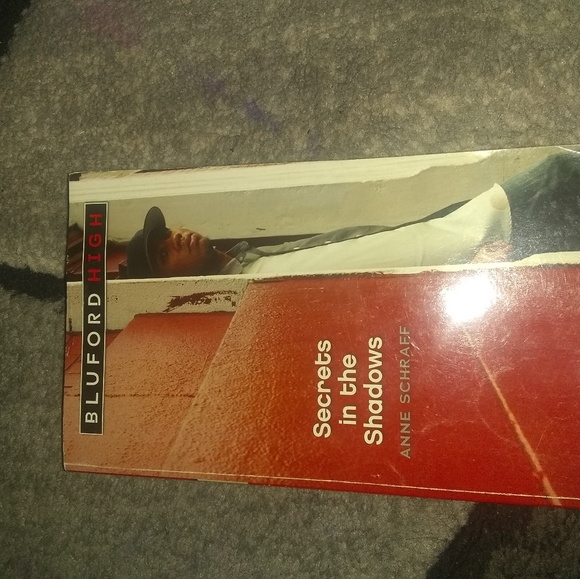 BLUFORD HIGH
Secrets
in the
Shadows
ANNE SCHRAFF